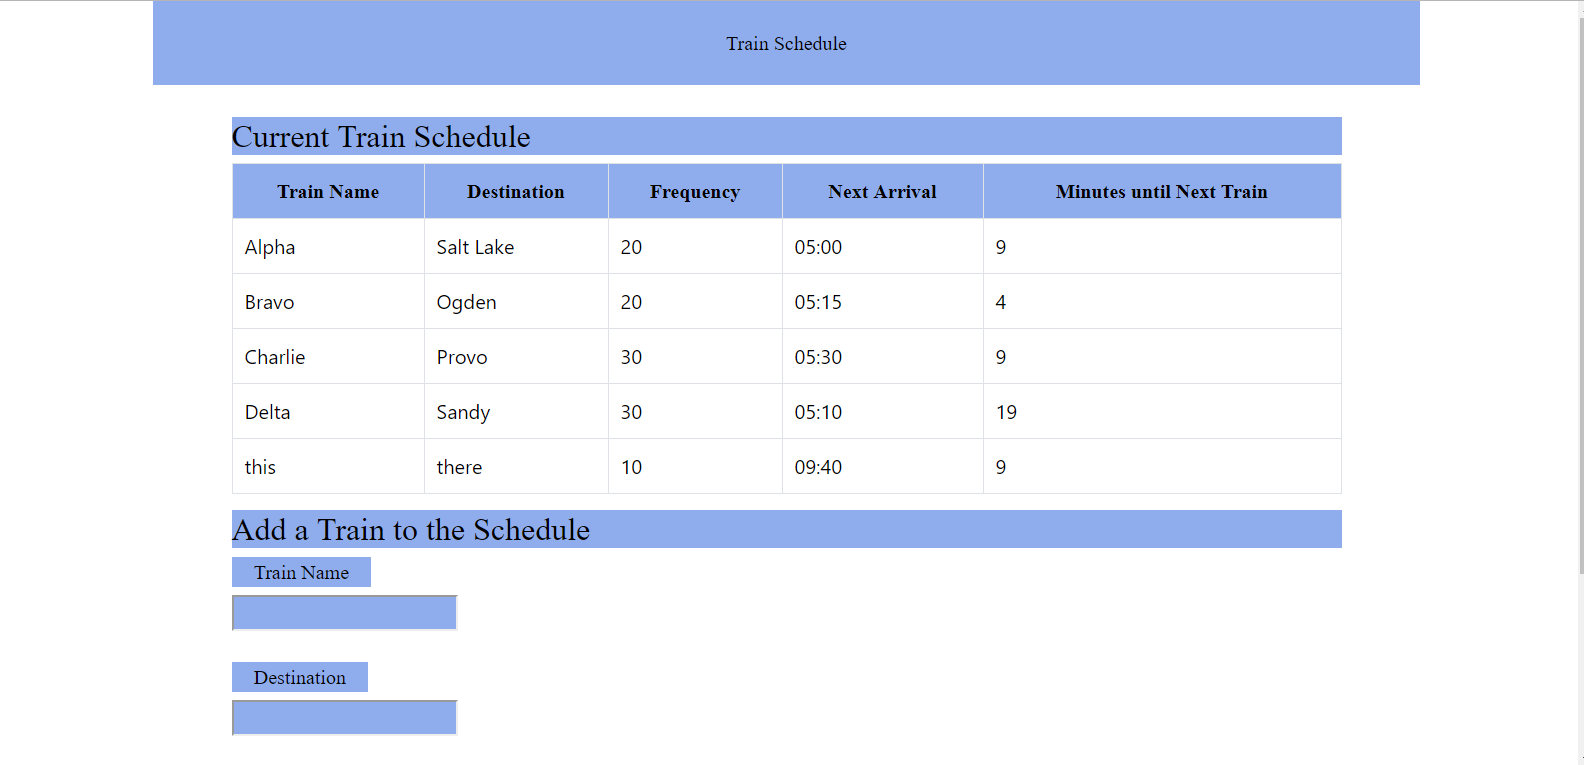 Train Schedule
Current Train Schedule
Train Name Destination Frequency Next Arrival Minutes until Next Train
Alpha Salt Lake 20 05:00 9
Bravo Ogden 20 05:15 4
Charlie Provo 30 05:30 9
Delta Sandy 30 05:10 19
this there 10 09:40 9
Add a Train to the Schedule
Train Name
Destination